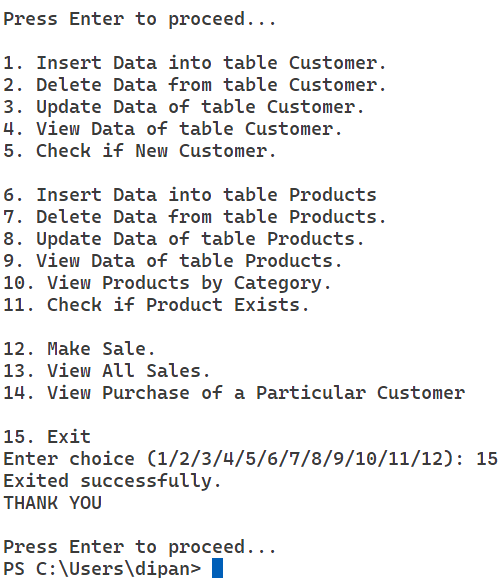 Press Enter to proceed...
1. Insert Data into table Customer.
2. Delete Data from table Customer.
3. Update Data of table Customer.
4. View Data of table Customer.
5. Check if New Customer.
6. Insert Data into table Products
7. Delete Data from table Products.
8. Update Data of table Products.
9. View Data of table Products.
10. View Products by Category.
11. Check if Product Exists.
12. Make Sale.
13. View All Sales.
14. View Purchase of a Particular Customer
15. Exit
Enter choice (1/2/3/4/5/6/7/8/9/10/11/12): 15
Exited successfully.
THANK YOU
Press Enter to proceed...
PS C:\Users\dipan>